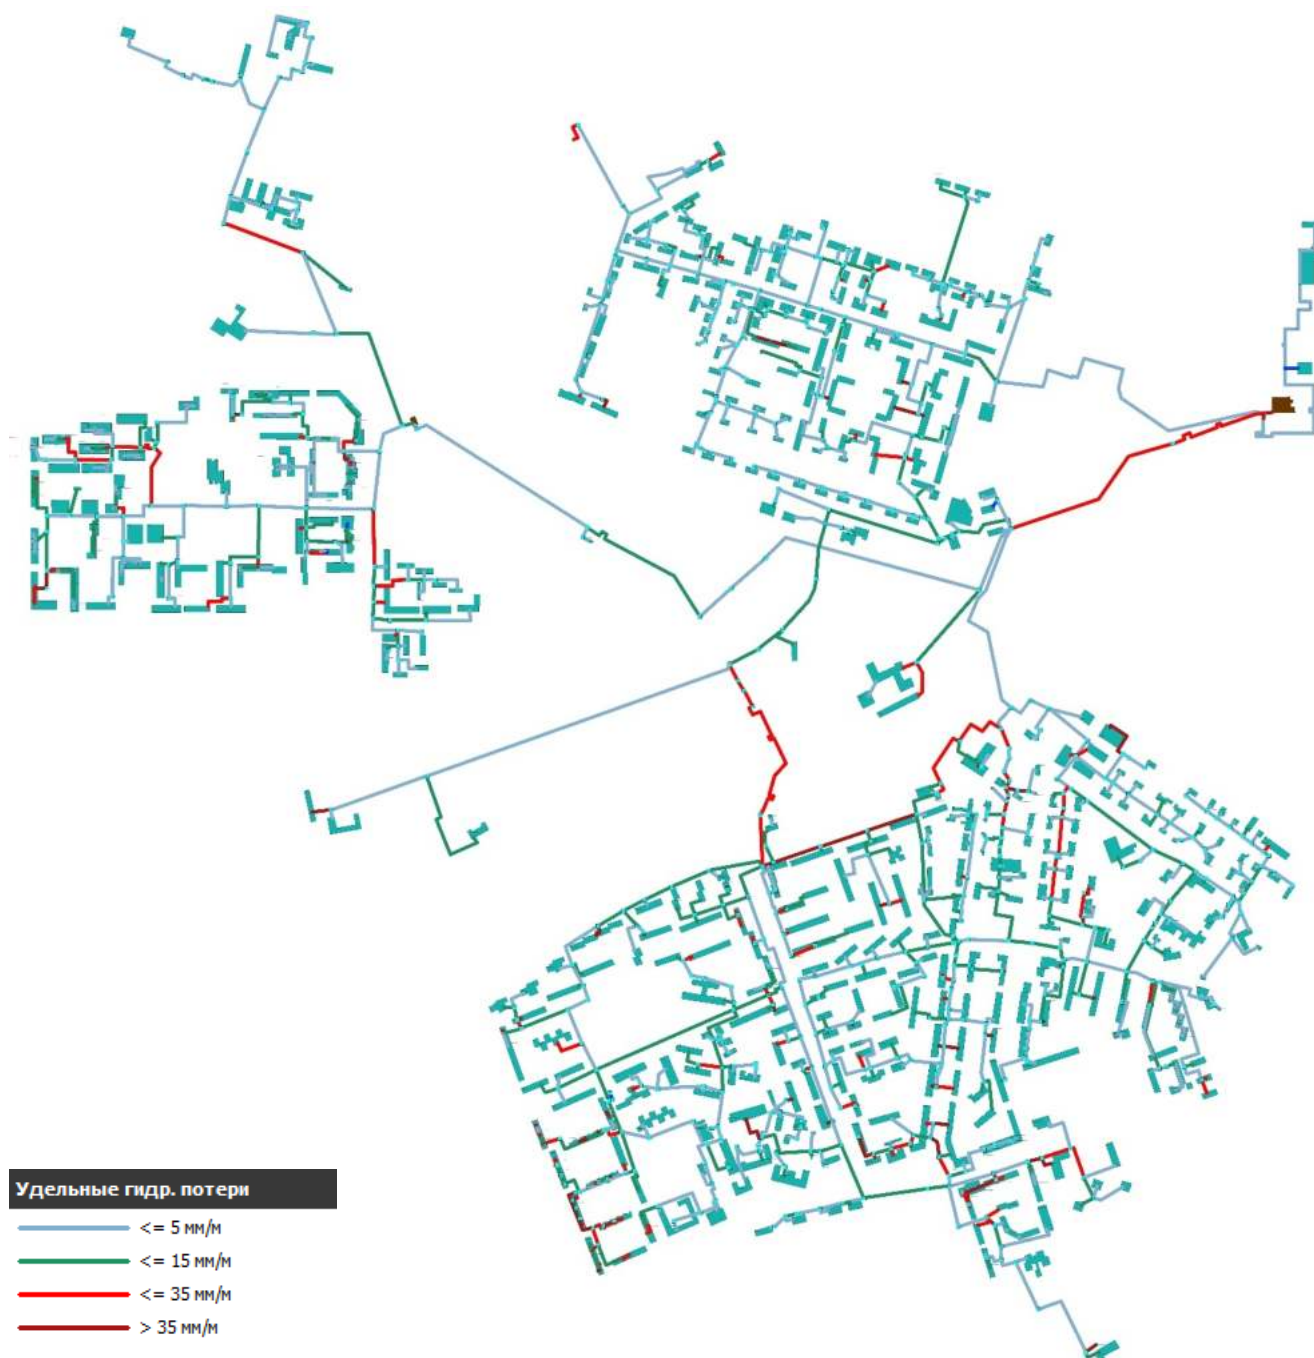 Удельные гидр. потери
<= 5 мм/м
<= 15 мм/м
<= 35 мм/м
> 35 мм/м